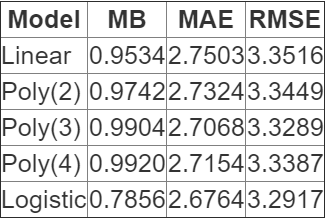 Model MB MAE RMSE
Linear 0.9534 2.7503 3.3516
Poly(2) 0.9742 2.7324 3.3449
Poly(3) 0.9904 2.7068 3.3289
Poly(4) 0.9920 2.7154 3.3387
Logistic 0.7856 2.6764 3.2917